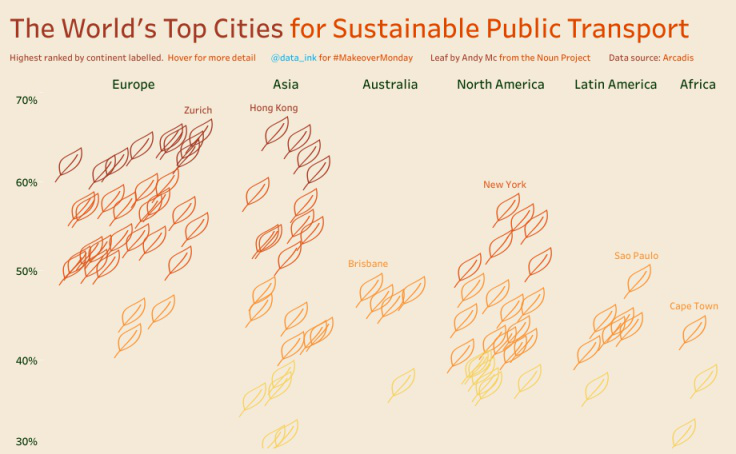 The World's Top Cities for Sustainable Public Transport
Highest ranked by continent labelled. Hover for more detail @data_ink for #MakeoverMonday Leaf by Andy Mc from the Noun Project Data source: Arcadis
Europe Asia Australia North America Latin America Africa
70%
Zurich Hong Kong
60%
New York
Sao Paulo
Brisbane
50%
Cape Town
40%
30%